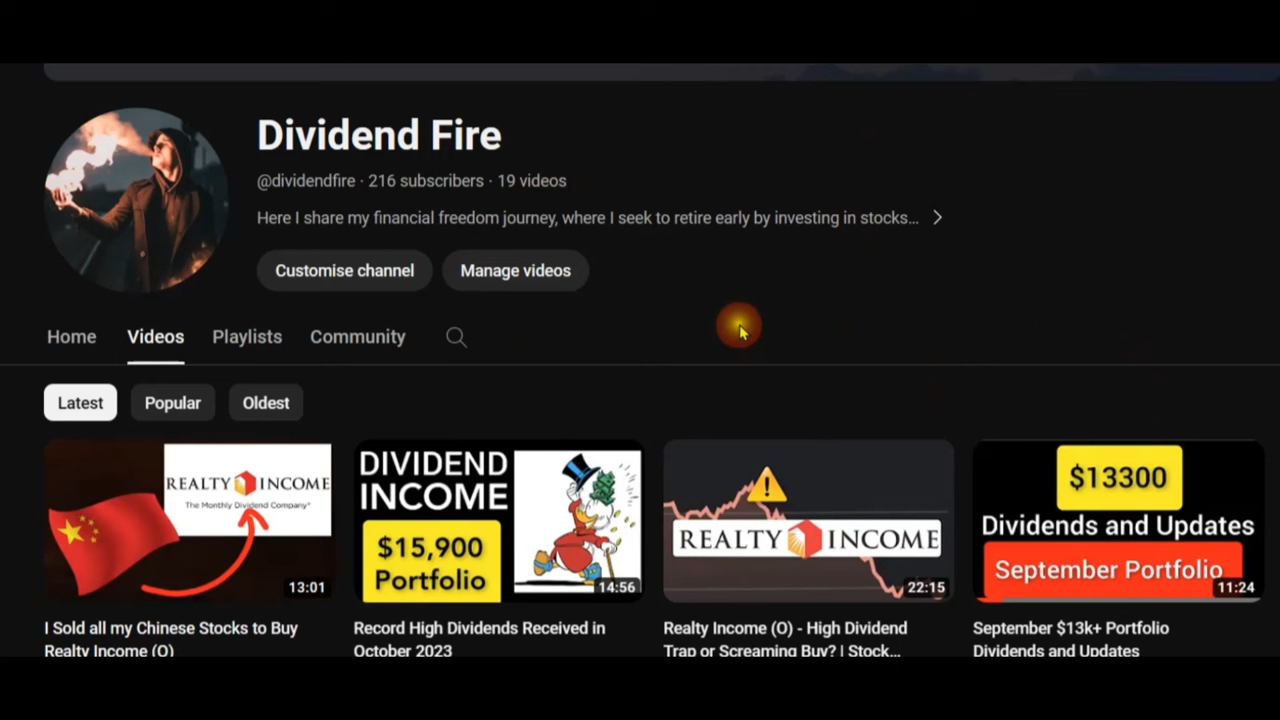 Dividend Fire
@dividendfire · 216 subscribers · 19 videos
Here I share my financial freedom journey, where I seek to retire early by investing in stocks...
Customise channel
Manage videos
Home
Videos
Playlists
Community
Latest
Popular
Oldest
REALTY INCOME
The Monthly Dividend Company®
13:01
I Sold all my Chinese Stocks to Buy
Realty Income (O)
DIVIDEND
INCOME
$15,900
Portfolio
14:56
Record High Dividends Received in
October 2023
REALTY INCOME
22:15
Realty Income (O) - High Dividend
Trap or Screaming Buy? | Stock...
$13300
Dividends and Updates
September Portfolio
11:24
September $13k+ Portfolio
Dividends and Updates